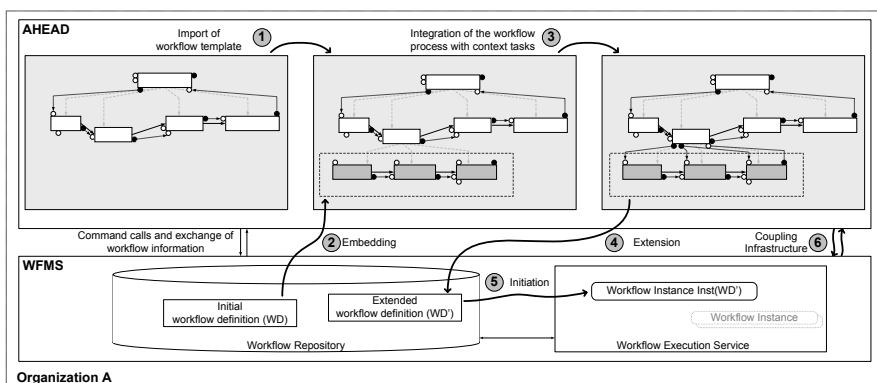 AHEAD
Import of
workflow template
1
Integration of the workflow
process with context tasks
3
Command calls and exchange of
workflow information
2 Embedding
4 Extension
Coupling
Infrastructure
6
WFMS
5 Initiation
Initial
workflow definition (WD)
Extended
workflow definition (WD')
Workflow Instance Inst(WD')
Workflow Instance
Workflow Repository
Workflow Execution Service
Organization A